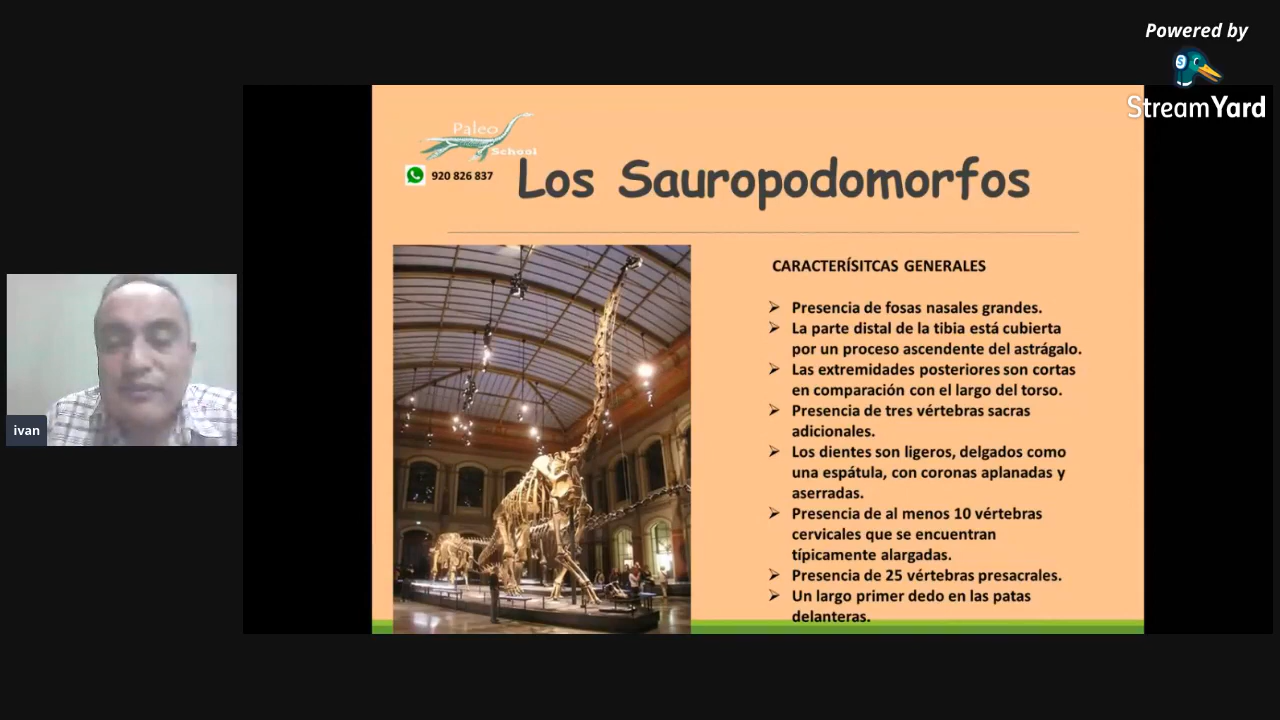 Powered by
StreamYard
Paleo
School
920 826 837
Los Sauropodomorfos
CARACTERÍSITCAS GENERALES
Presencia de fosas nasales grandes.
La parte distal de la tibia está cubierta
por un proceso ascendente del astrágalo.
Las extremidades posteriores son cortas
en comparación con el largo del torso.
Presencia de tres vértebras sacras
adicionales.
Los dientes son ligeros, delgados como
una espátula, con coronas aplanadas y
aserradas.
Presencia de al menos 10 vértebras
cervicales que se encuentran
típicamente alargadas.
Presencia de 25 vértebras presacrales.
Un largo primer dedo en las patas
delanteras.
ivan